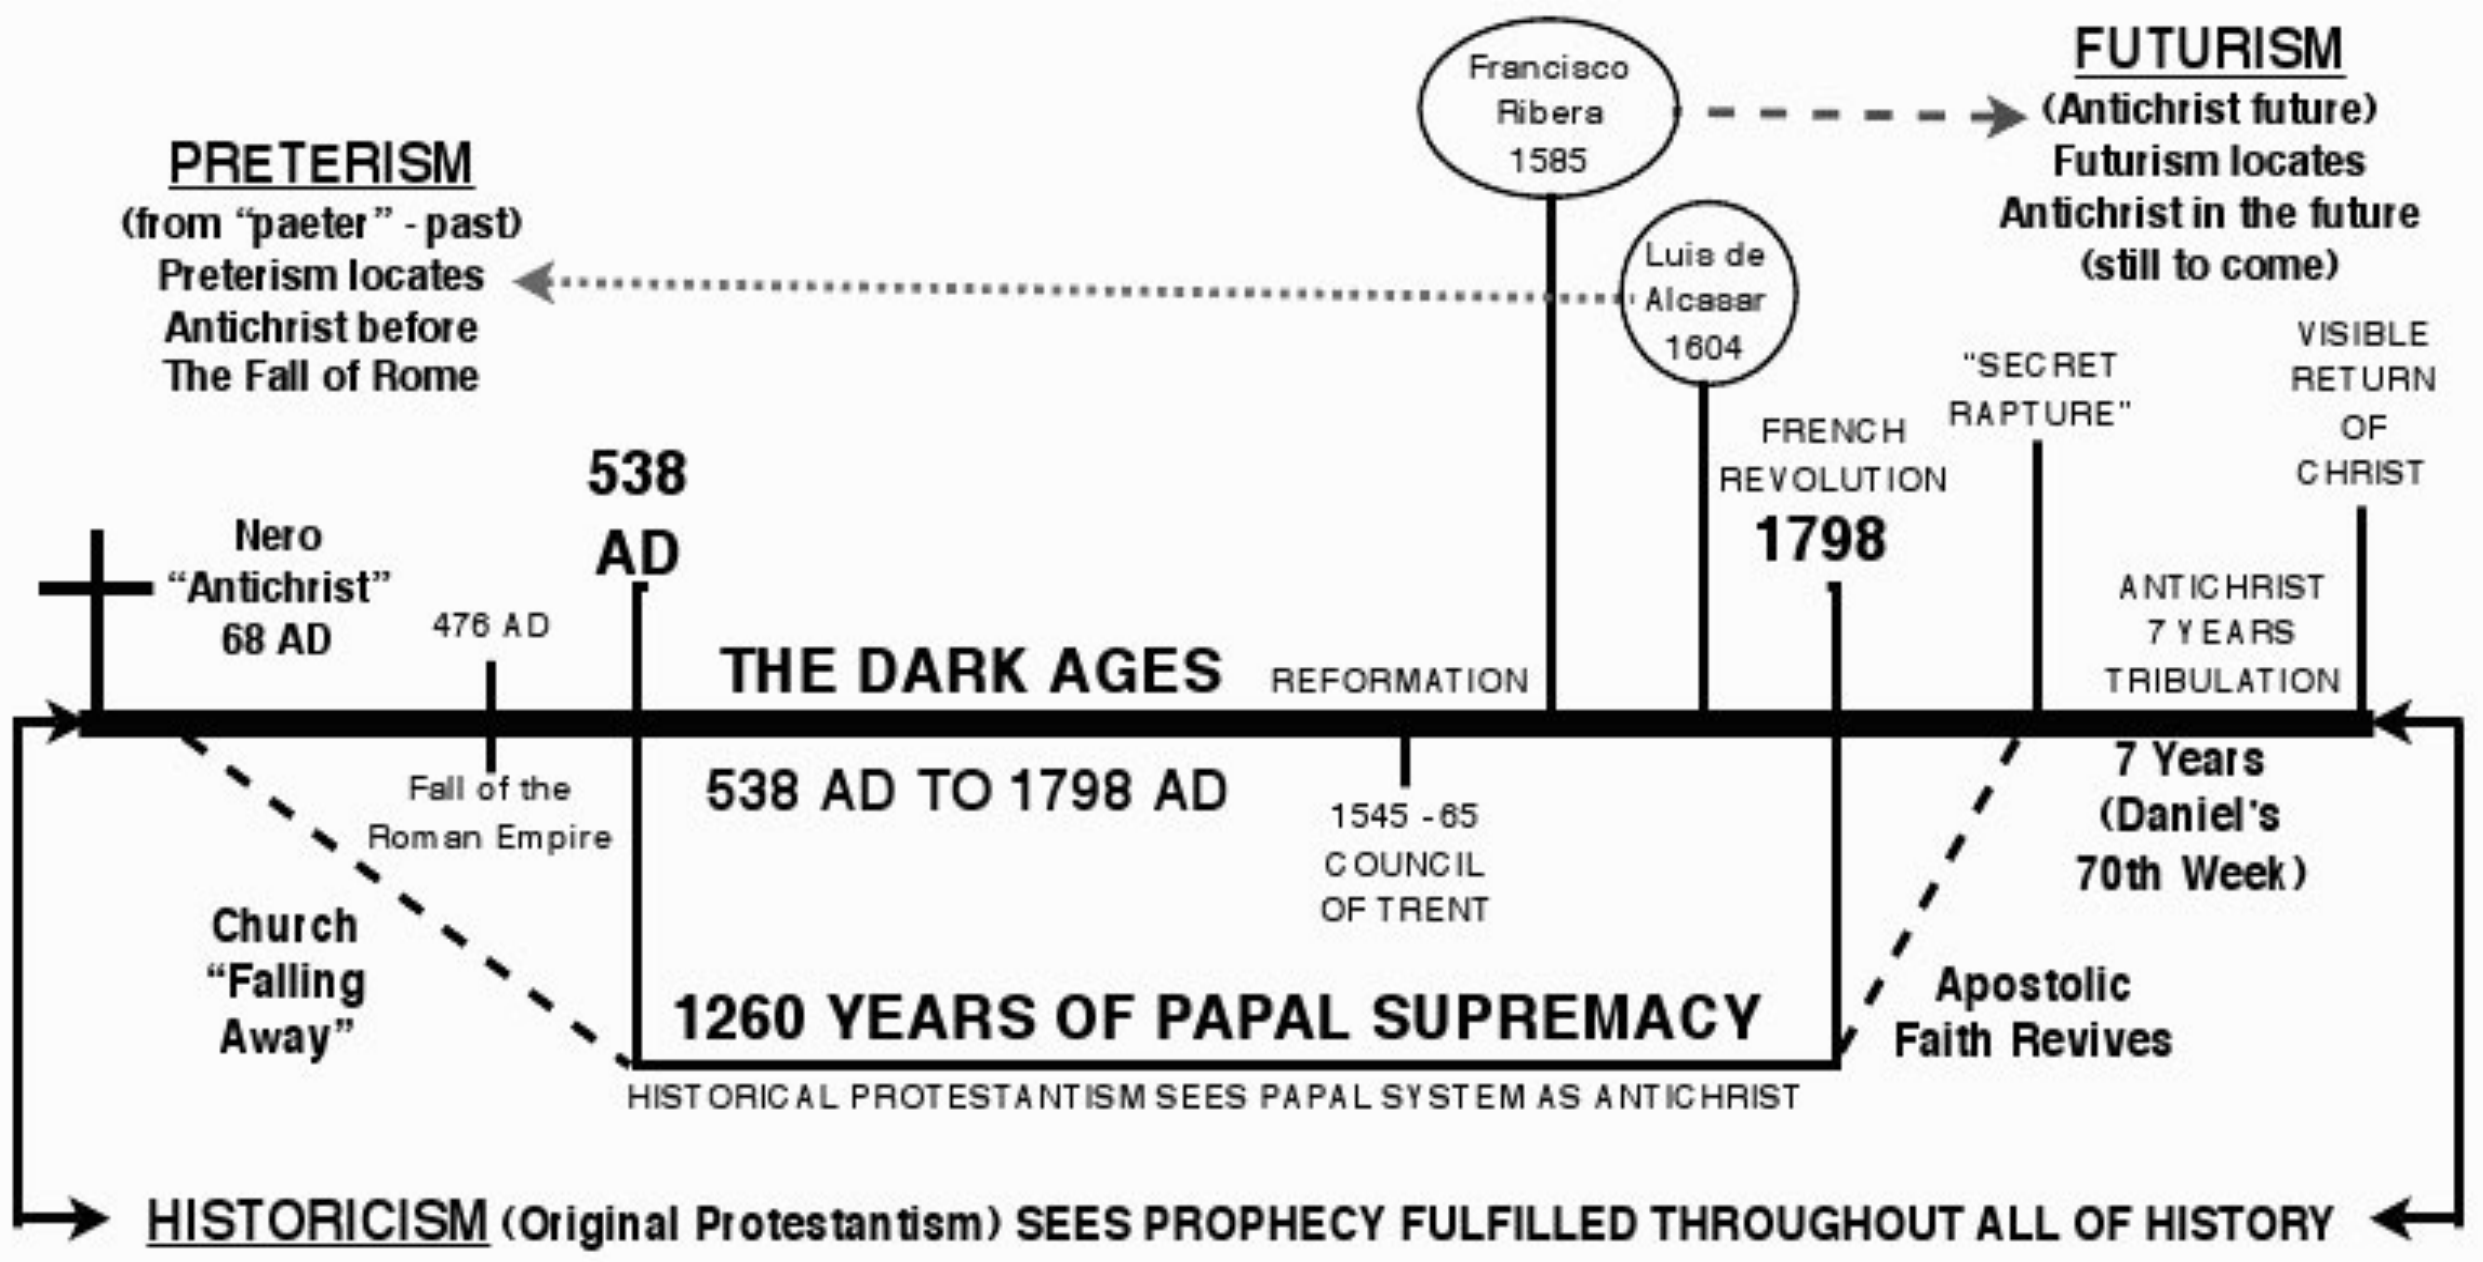 PRETERISM
(from “paeter” - past)
Preterism locates
Antichrist before
The Fall of Rome
Francisco
Ribera
1585
Luis de
Alcasar
1604
FUTURISM
(Antichrist future)
Futurism locates
Antichrist in the future
(still to come)
Nero
“Antichrist”
68 AD
476 AD
538
AD
THE DARK AGES
REFORMATION
FRENCH
REVOLUTION
1798
"SECRET
RAPTURE"
VISIBLE
RETURN
OF
CHRIST
ANTICHRIST
7 YEARS
TRIBULATION
Fall of the
Roman Empire
538 AD TO 1798 AD
1545 - 65
COUNCIL
OF TRENT
7 Years
(Daniel's
70th Week)
Church
“Falling
Away”
1260 YEARS OF PAPAL SUPREMACY
HISTORICAL PROTESTANTISM SEES PAPAL SYSTEM AS ANTICHRIST
Apostolic
Faith Revives
HISTORICISM (Original Protestantism) SEES PROPHECY FULFILLED THROUGHOUT ALL OF HISTORY